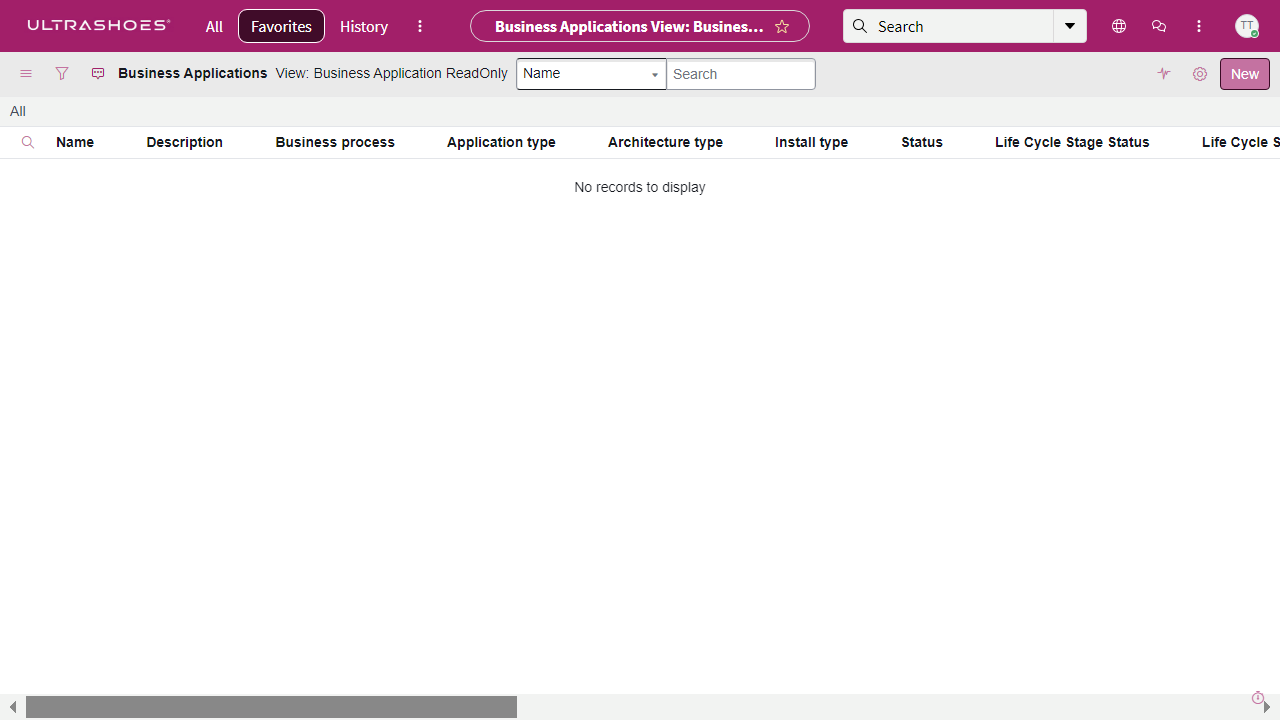 ULTRASHOES® All Favorites History Business Applications View: Busines... Search TT
Business Applications View: Business Application ReadOnly Name Search New
All
Name Description Business process Application type Architecture type Install type Status Life Cycle Stage Status Life Cycle S
No records to display